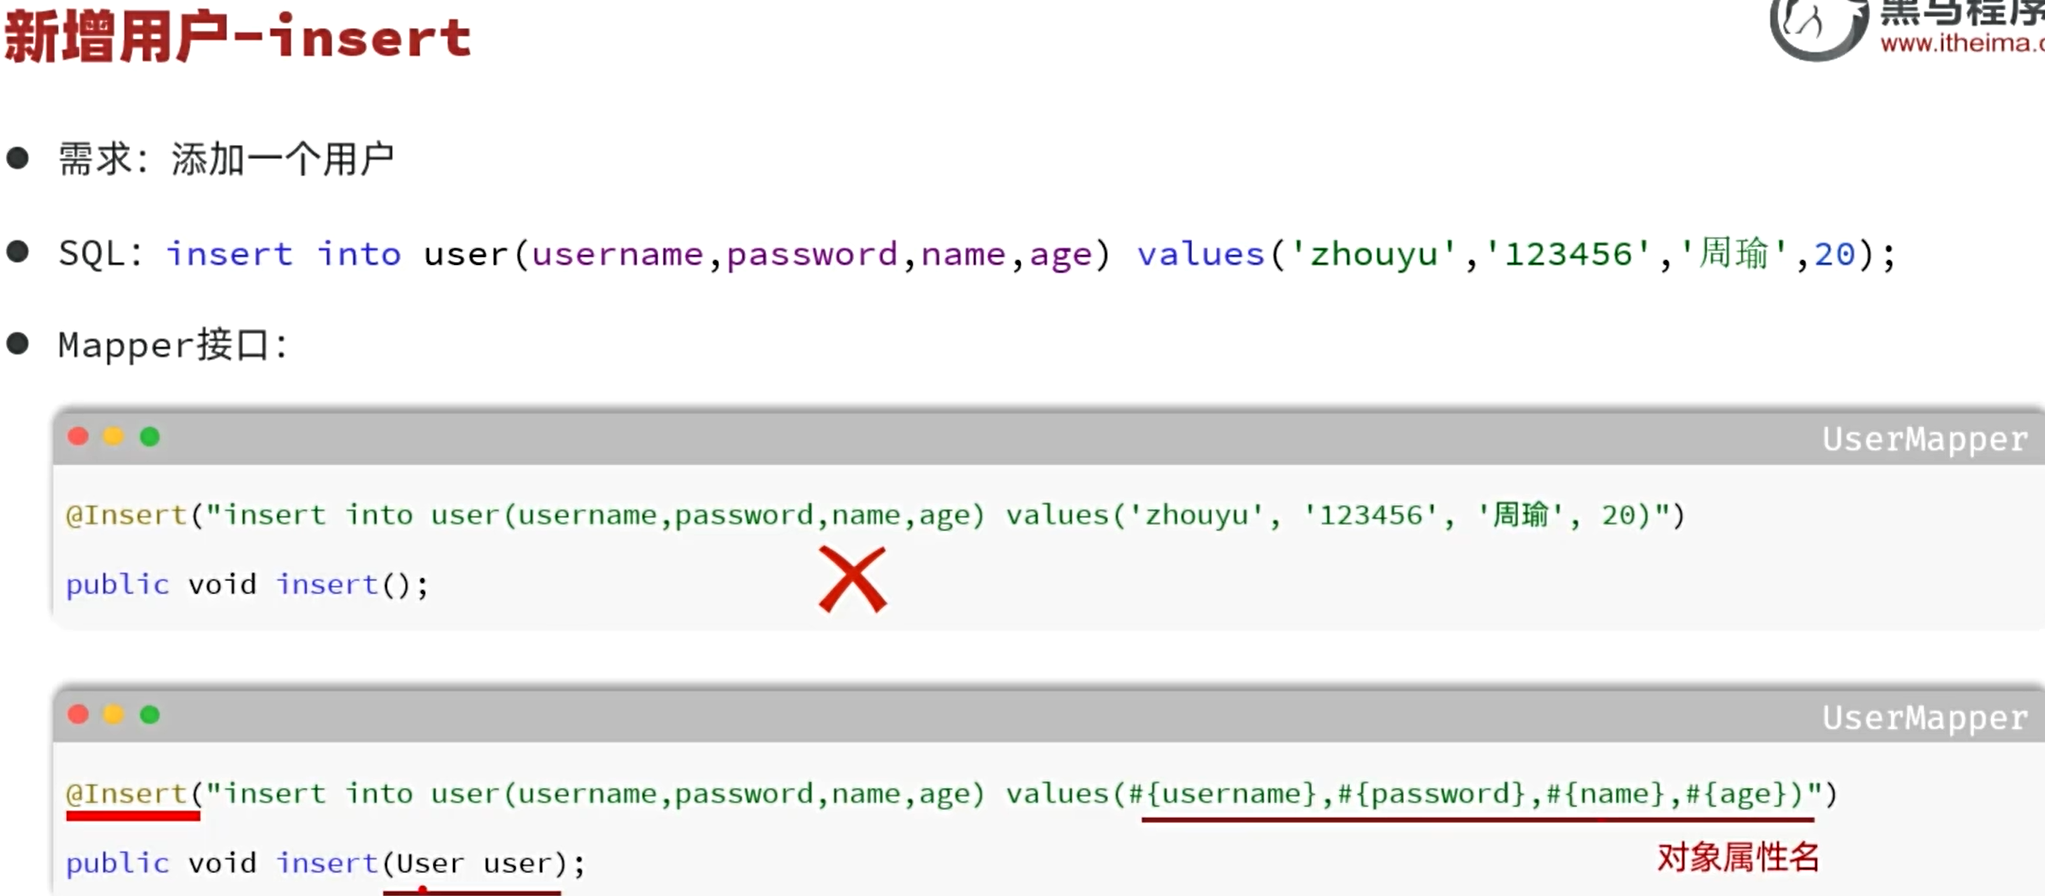 新增用户-insert
黑马程序
www.itheima.
需求：添加一个用户
SQL：insert into user(username,password,name,age) values('zhouyu','123456','周瑜',20);
Mapper接口：
UserMapper
@Insert("insert into user(username,password,name,age) values('zhouyu', '123456', '周瑜', 20)")
public void insert();
UserMapper
@Insert("insert into user(username,password,name,age) values(#{username},#{password},#{name},#{age})")
public void insert(User user);
对象属性名